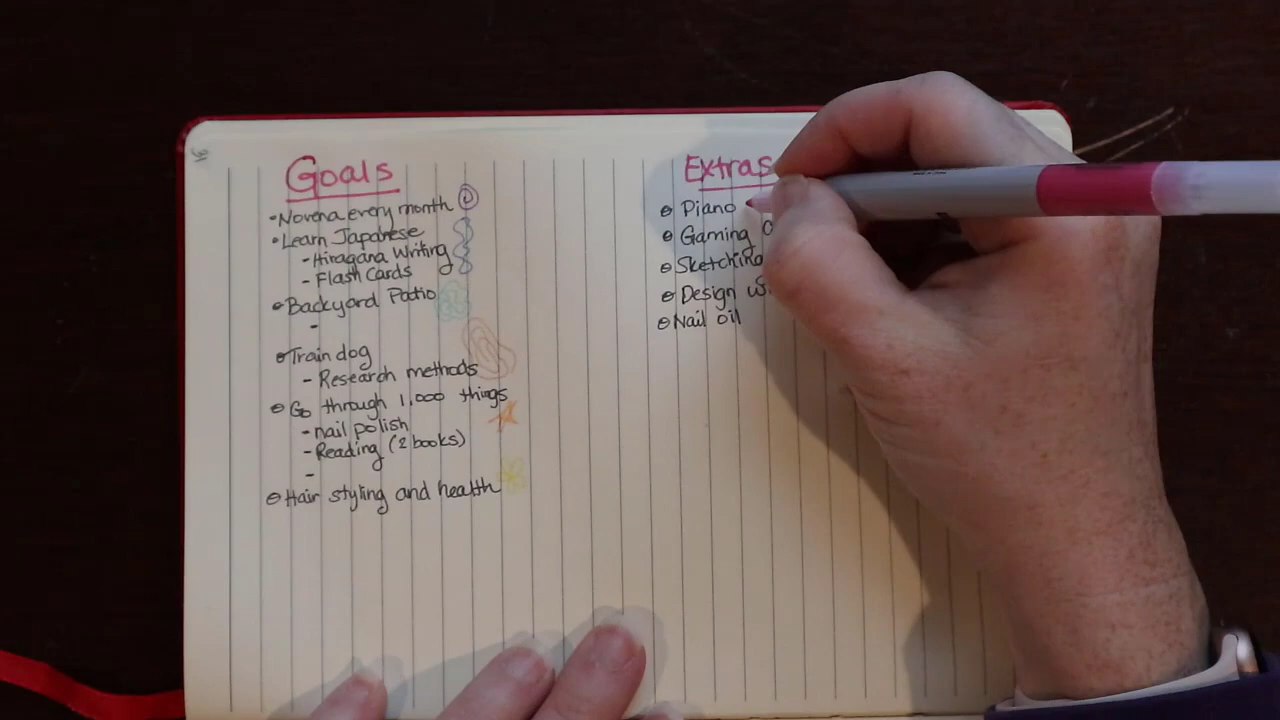 Goals
•Novena every month
•Learn Japanese
-Hiragana Writing
-Flash Cards
•Backyard Patio
-
•Train dog
-Research methods
•Go through 1,000 things
-nail polish
-Reading (2 books)
-
•Hair styling and health
Extras
•Piano
•Gaming
•Sketching
•Design
•Nail oil